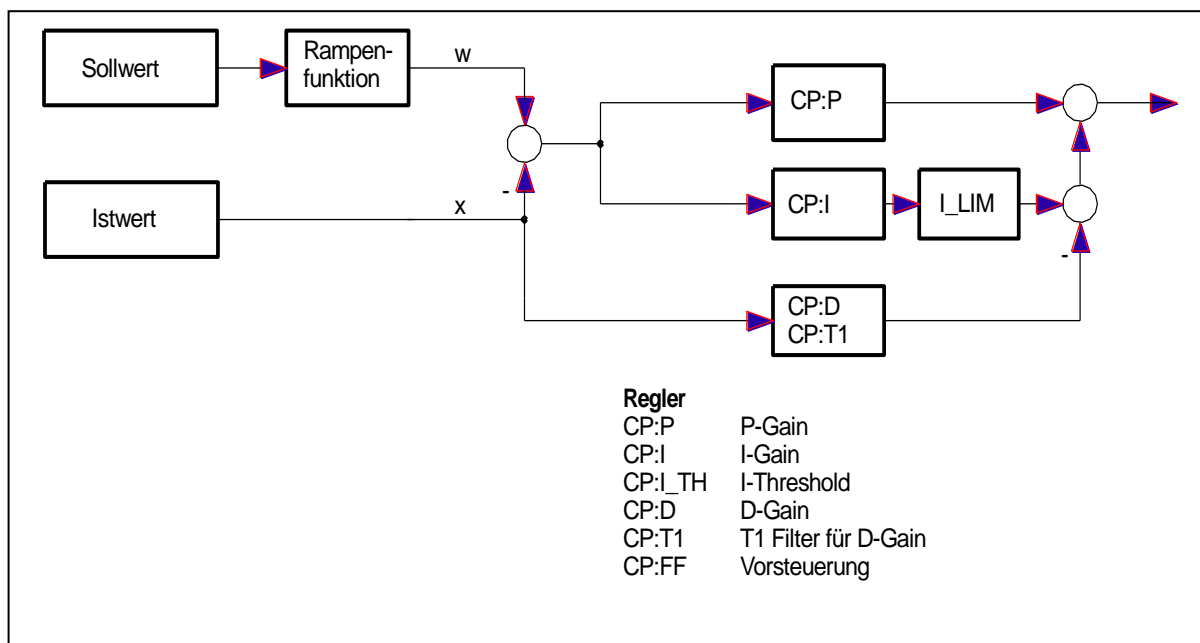 Sollwert
Rampen-
funktion
w
-
Istwert
x
CP:P
CP:I
I_LIM
-
CP:D
CP:T1
Regler
CP:P P-Gain
CP:I I-Gain
CP:I_TH I-Threshold
CP:D D-Gain
CP:T1 T1 Filter für D-Gain
CP:FF Vorsteuerung